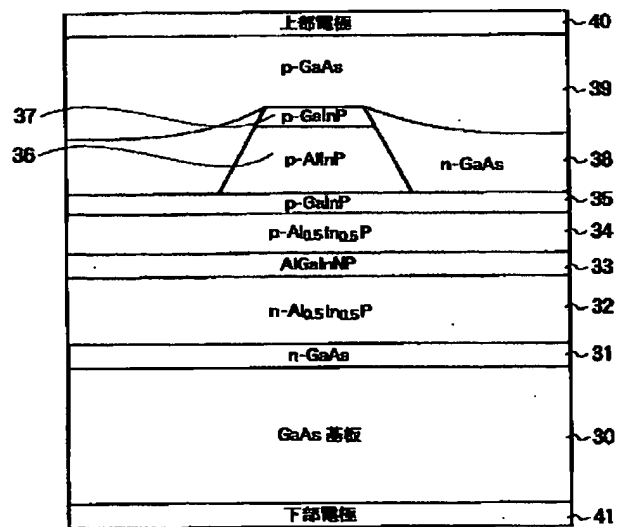 上部電極 40
p-GaAs
39
37 p-GaInP
36 p-AlInP
n-GaAs 38
p-GaInP 35
p-Al0.5In0.5P 34
AlGaInNP 33
n-Al0.5In0.5P 32
n-GaAs 31
GaAs 基板 30
下部電極 41